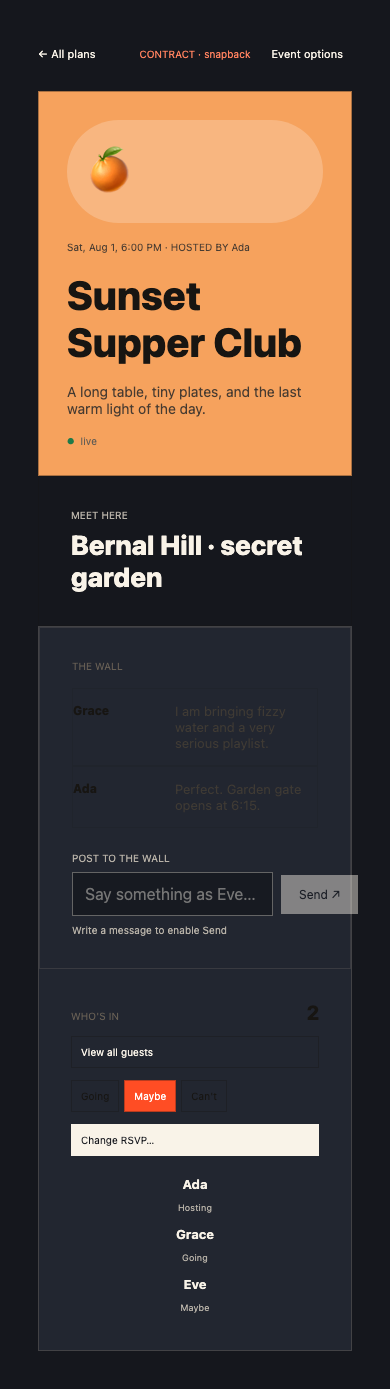 ← All plans
CONTRACT · snapback
Event options
Sat, Aug 1, 6:00 PM · HOSTED BY Ada
Sunset
Supper Club
A long table, tiny plates, and the last
warm light of the day.
live
MEET HERE
Bernal Hill · secret
garden
THE WALL
Grace
I am bringing fizzy
water and a very
serious playlist.
Ada
Perfect. Garden gate
opens at 6:15.
POST TO THE WALL
Say something as Eve...
Send ↗
Write a message to enable Send
WHO'S IN
2
View all guests
Going
Maybe
Can't
Change RSVP...
Ada
Hosting
Grace
Going
Eve
Maybe